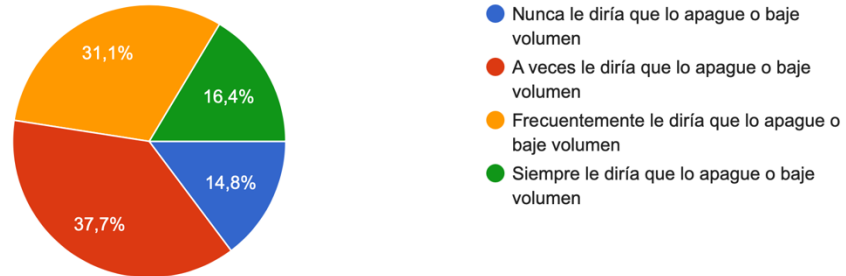 31,1%
16,4%
14,8%
37,7%
Nunca le diría que lo apague o baje
volumen
A veces le diría que lo apague o baje
volumen
Frecuentemente le diría que lo apague o
baje volumen
Siempre le diría que lo apague o baje
volumen